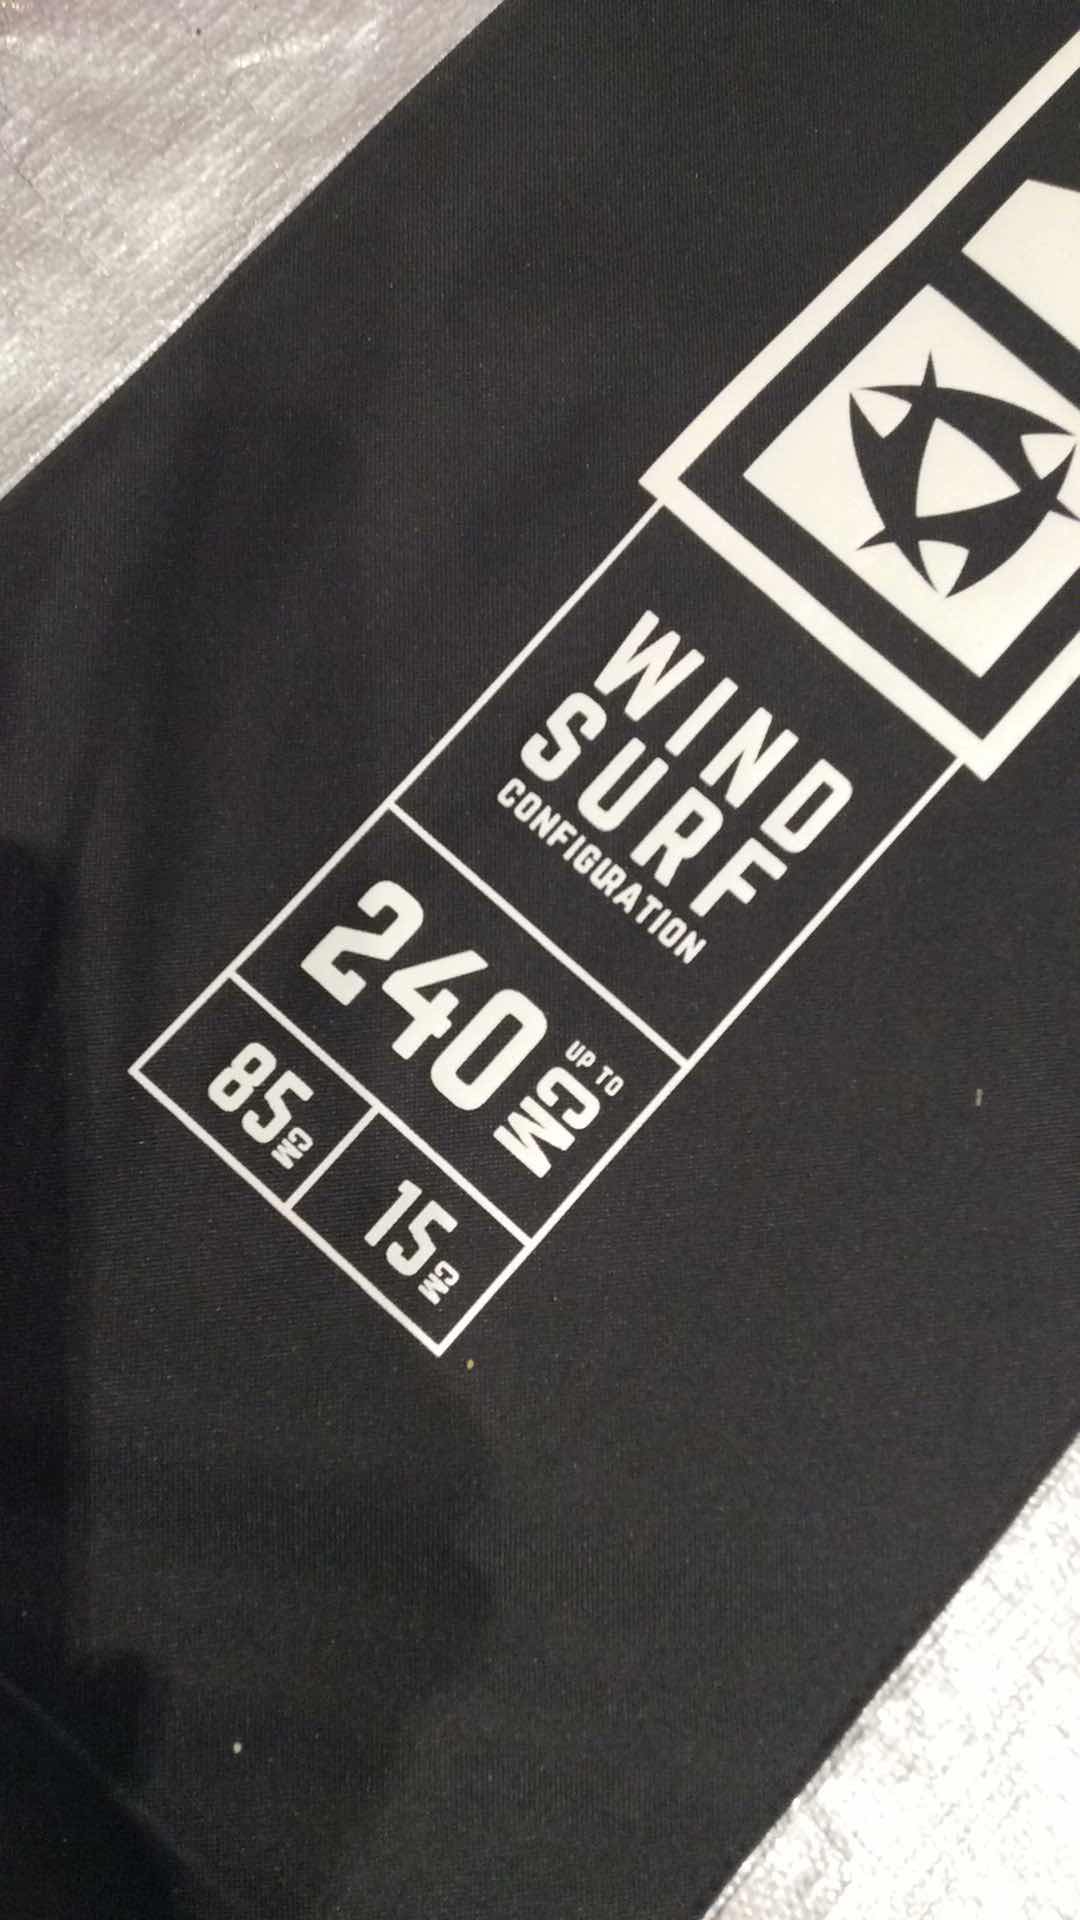 WIND
SURF
CONFIGURATION
240 UP TO CM
85 CM
15 CM